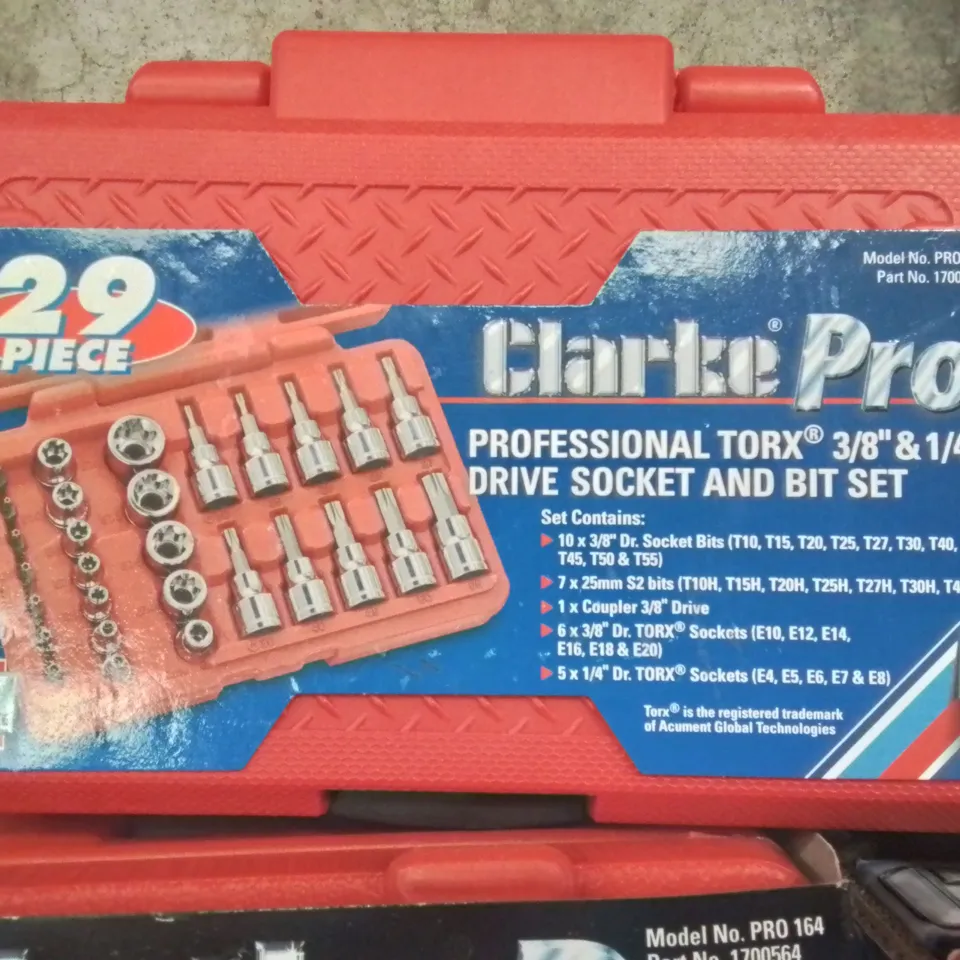 29
PIECE
Model No. PRO
Part No. 1700
Clarke® Pro
PROFESSIONAL TORX® 3/8" & 1/4
DRIVE SOCKET AND BIT SET
Set Contains:
10 x 3/8" Dr. Socket Bits (T10, T15, T20, T25, T27, T30, T40,
T45, T50 & T55)
7 x 25mm S2 bits (T10H, T15H, T20H, T25H, T27H, T30H, T4
1 x Coupler 3/8" Drive
6 x 3/8" Dr. TORX® Sockets (E10, E12, E14,
E16, E18 & E20)
5 x 1/4" Dr. TORX® Sockets (E4, E5, E6, E7 & E8)
Torx® is the registered trademark
of Acument Global Technologies
Model No. PRO 164
Part No. 1700564